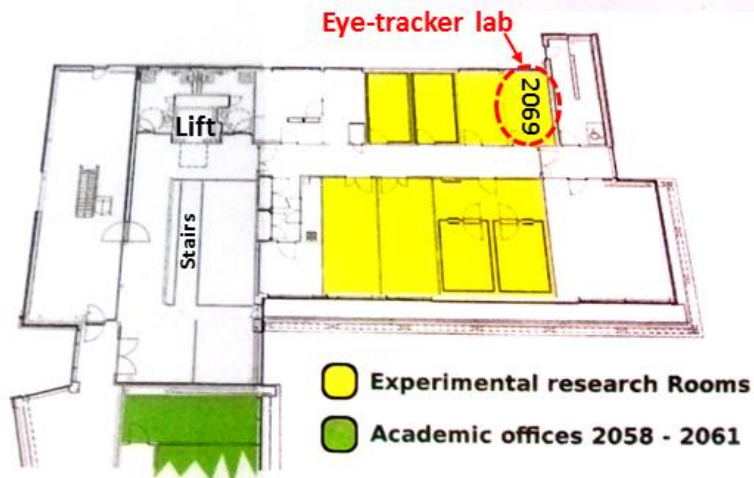 Eye-tracker lab
2069
Lift
Stairs
Experimental research Rooms
Academic offices 2058 - 2061